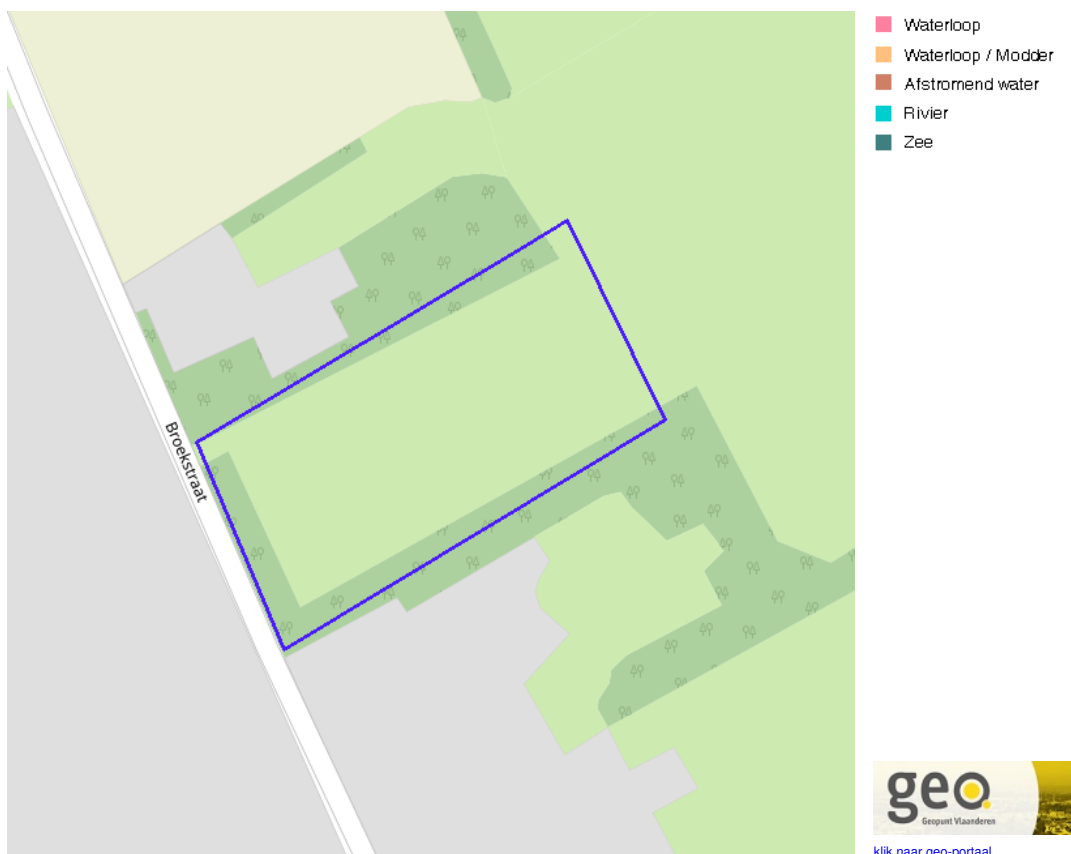 Waterloop
Waterloop / Modder
Afstromend water
Rivier
Zee
Broekstraat
geo
Geopunt Vlaanderen
klik naar geo-portaal